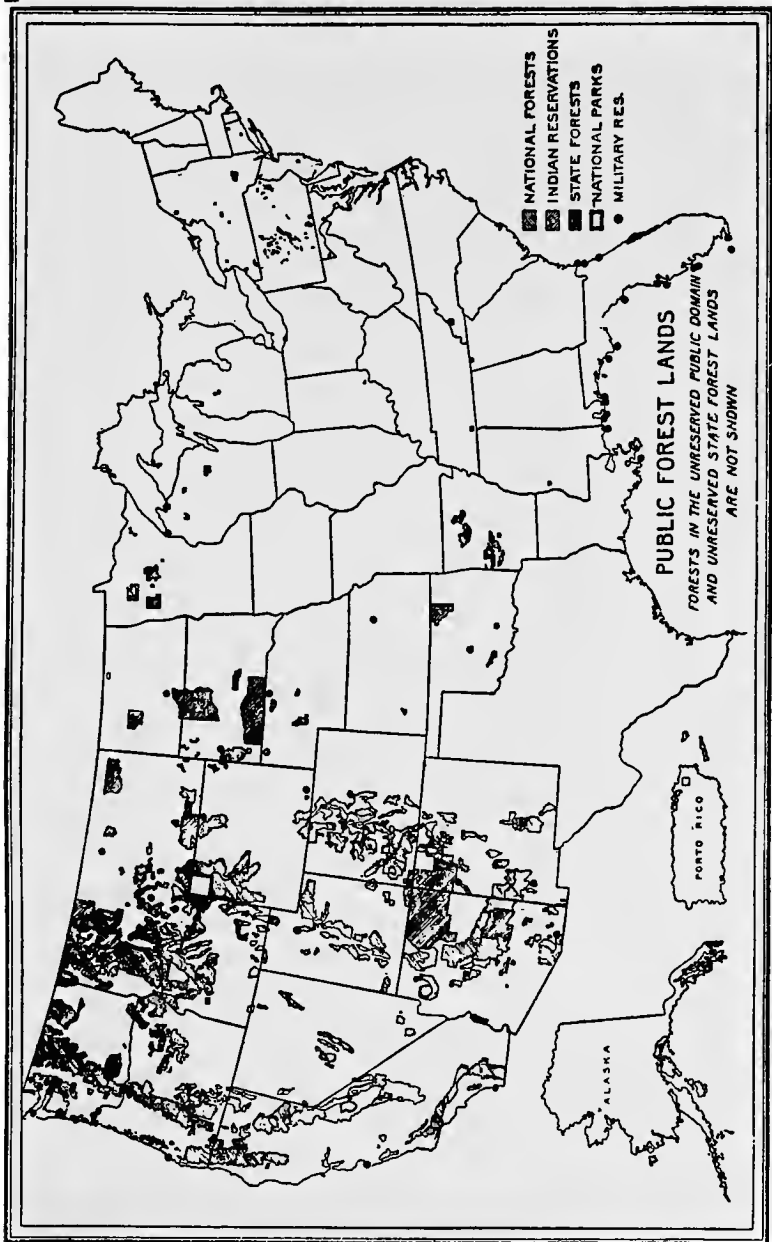 NATIONAL FORESTS
INDIAN RESERVATIONS
STATE FORESTS
NATIONAL PARKS
MILITARY RES.
PUBLIC FOREST LANDS
FORESTS IN THE UNRESERVED PUBLIC DOMAIN
AND UNRESERVED STATE FOREST LANDS
ARE NOT SHOWN
PORTO RICO
ALASKA